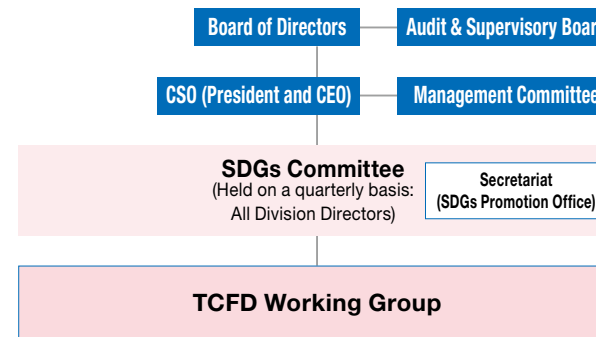 Board of Directors
Audit & Supervisory Boar
CSO (President and CEO)
Management Committee
SDGs Committee
(Held on a quarterly basis:
All Division Directors)
Secretariat
(SDGs Promotion Office)
TCFD Working Group